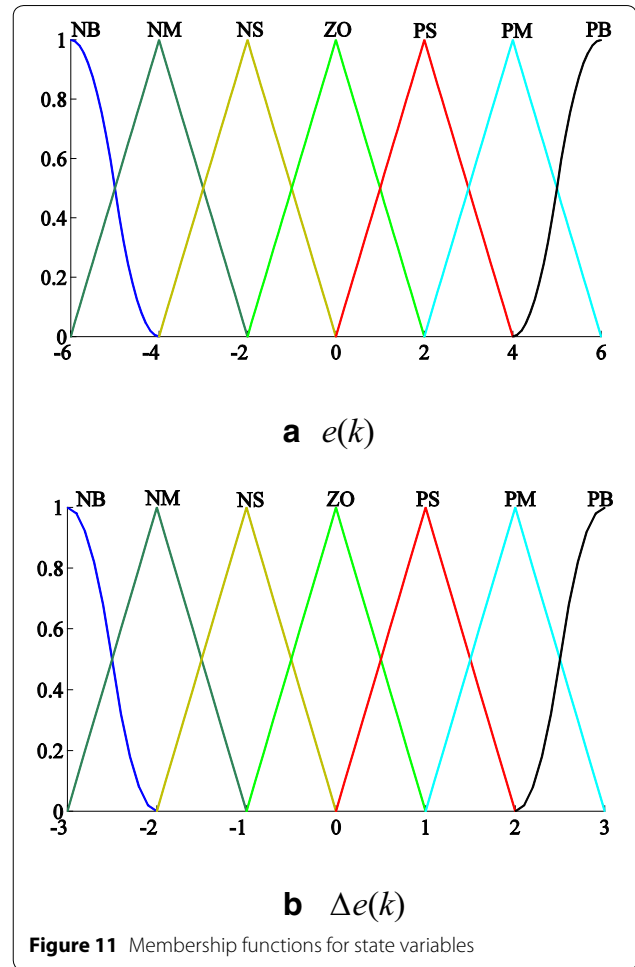 NB NM NS ZO PS PM PB
1
0.8
0.6
0.4
0.2
0
-6 -4 -2 0 2 4 6
a e(k)
NB NM NS ZO PS PM PB
1
0.8
0.6
0.4
0.2
0
-3 -2 -1 0 1 2 3
b Δe(k)
Figure 11 Membership functions for state variables